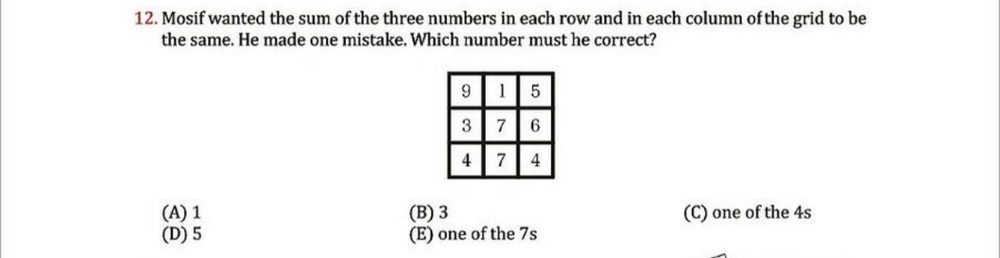 12. Mosif wanted the sum of the three numbers in each row and in each column of the grid to be
the same. He made one mistake. Which number must he correct?
9 1 5
3 7 6
4 7 4
(A) 1 (B) 3 (C) one of the 4s
(D) 5 (E) one of the 7s